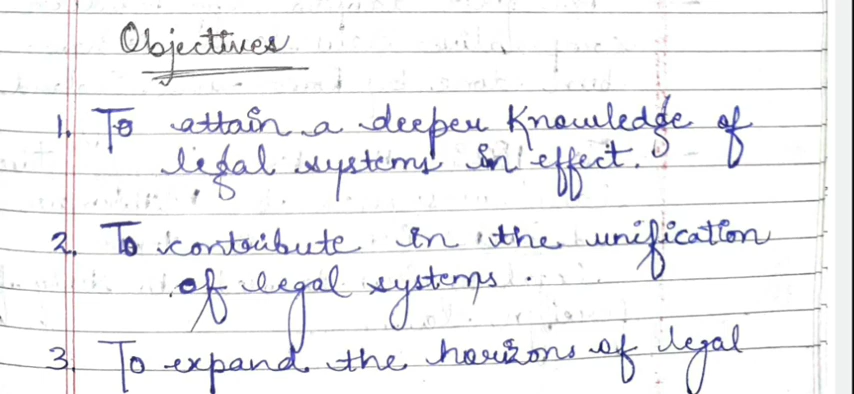 Objectives
1. To attain a deeper knowledge of
legal systems in effect.
2. To contribute in the unification
of legal systems.
3. To expand the horizons of legal